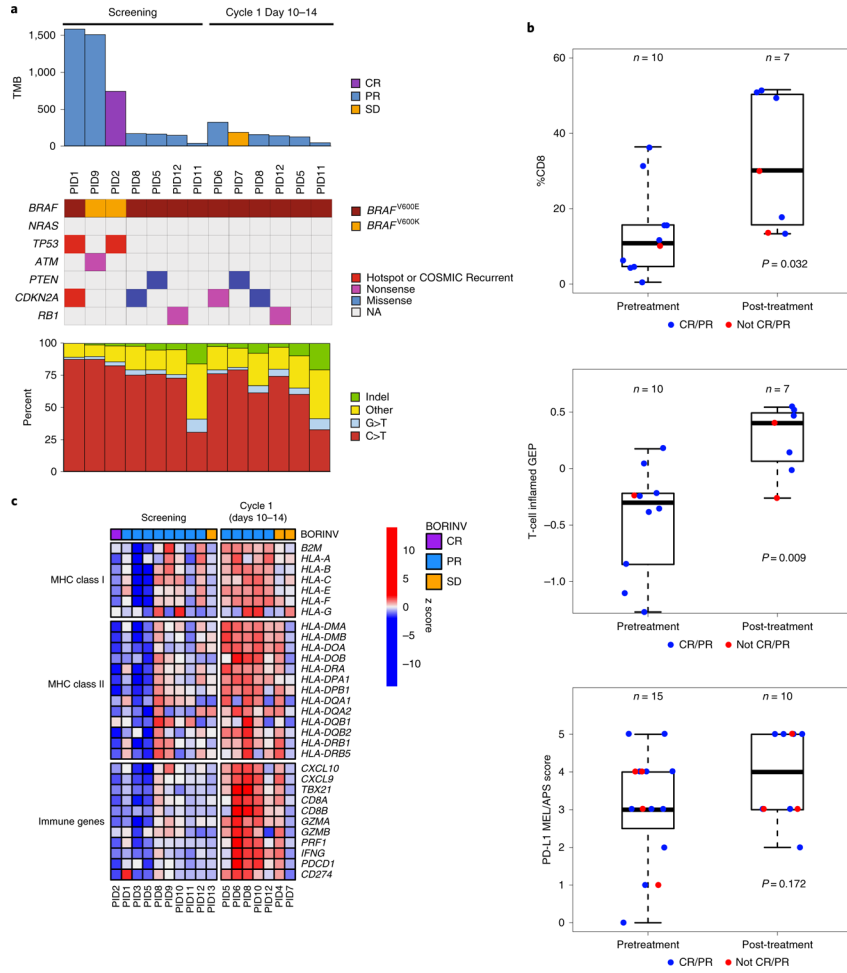 a
Screening
Cycle 1 Day 10–14
1,500
1,000
500
0
TMB
CR
PR
SD
PID1
PID9
PID2
PID8
PID5
PID12
PID11
PID6
PID7
PID8
PID12
PID5
PID11
BRAF
NRAS
TP53
ATM
PTEN
CDKN2A
RB1
BRAF V600E
BRAF V600K
Hotspot or COSMIC Recurrent
Nonsense
Missense
NA
100
75
50
25
0
Percent
Indel
Other
G>T
C>T
b
n = 10
n = 7
60
40
20
0
%CD8
P = 0.032
Pretreatment
Post-treatment
CR/PR
Not CR/PR
n = 10
n = 7
0.5
0
−0.5
−1.0
T-cell inflamed GEP
P = 0.009
Pretreatment
Post-treatment
CR/PR
Not CR/PR
n = 15
n = 10
5
4
3
2
1
0
PD-L1 MEL/APS score
P = 0.172
Pretreatment
Post-treatment
CR/PR
Not CR/PR
c
Screening
Cycle 1
(days 10–14)
BORINV
MHC class I
B2M
HLA-A
HLA-B
HLA-C
HLA-E
HLA-F
HLA-G
MHC class II
HLA-DMA
HLA-DMB
HLA-DOA
HLA-DOB
HLA-DRA
HLA-DPA1
HLA-DPB1
HLA-DQA1
HLA-DQA2
HLA-DQB1
HLA-DQB2
HLA-DRB1
HLA-DRB5
Immune genes
CXCL10
CXCL9
TBX21
CD8A
CD8B
GZMA
GZMB
PRF1
IFNG
PDCD1
CD274
PID2
PID1
PID3
PID5
PID8
PID9
PID10
PID11
PID12
PID13
PID5
PID6
PID8
PID10
PID12
PID4
PID7
10
5
0
−5
−10
z score
BORINV
CR
PR
SD